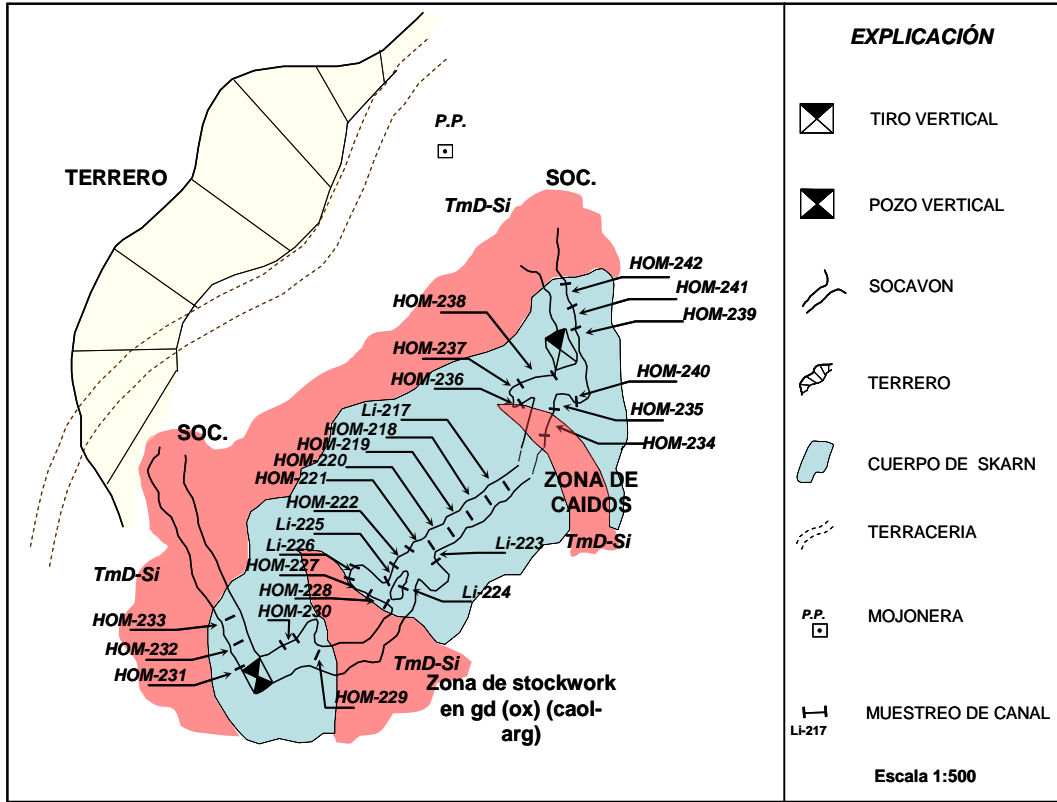 P.P.
TERRERO
SOC.
TmD-Si
HOM-242
HOM-241
HOM-238
HOM-239
HOM-237
HOM-240
HOM-236
HOM-235
Li-217
HOM-218
HOM-234
SOC.
HOM-219
HOM-220
HOM-221
ZONA DE
CAIDOS
HOM-222
Li-225
Li-223
TmD-Si
Li-226
HOM-227
TmD-Si
Li-224
HOM-228
HOM-230
HOM-233
HOM-232
HOM-231
TmD-Si
Zona de stockwork
en gd (ox) (caol-
arg)
HOM-229
EXPLICACIÓN
TIRO VERTICAL
POZO VERTICAL
SOCAVON
TERRERO
CUERPO DE SKARN
TERRACERIA
P.P.
MOJONERA
MUESTREO DE CANAL
Li-217
Escala 1:500